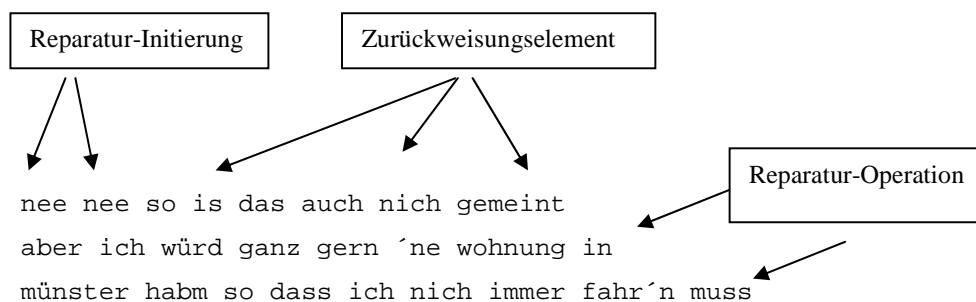 Reparatur-Initierung
Zurückweisungselement
Reparatur-Operation
nee nee so is das auch nich gemeint
aber ich würd ganz gern ´ne wohnung in
münster habm so dass ich nich immer fahr´n muss